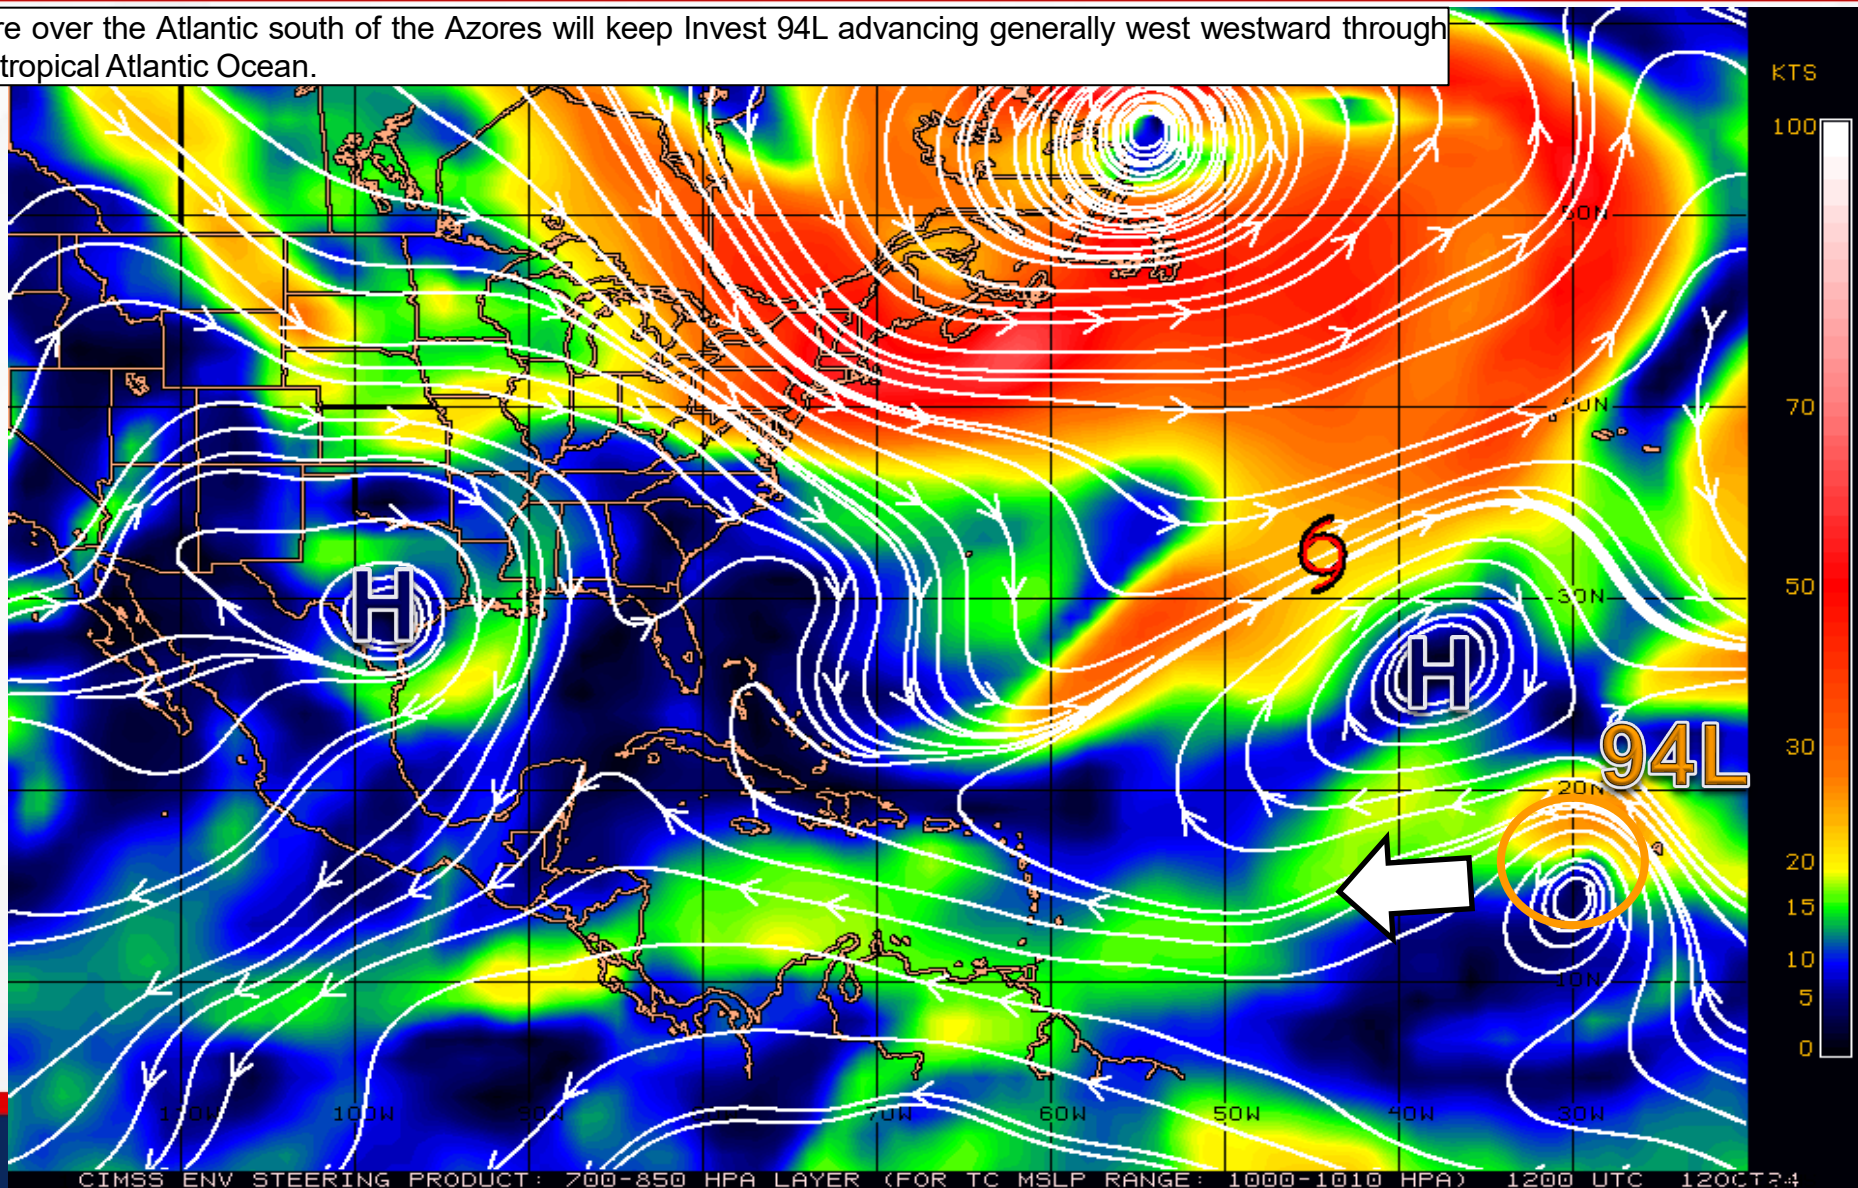 re over the Atlantic south of the Azores will keep Invest 94L advancing generally west westward through
tropical Atlantic Ocean.
KTS
100
50N
70
40N
50
H
30N
H
94L
30
20N
20
15
10
10N
5
0
110W 100W 90W 70W 60W 50W 40W 30W
CIMSS ENV STEERING PRODUCT: 700-850 HPA LAYER (FOR TC MSLP RANGE: 1000-1010 HPA) 1200 UTC 12OCT24